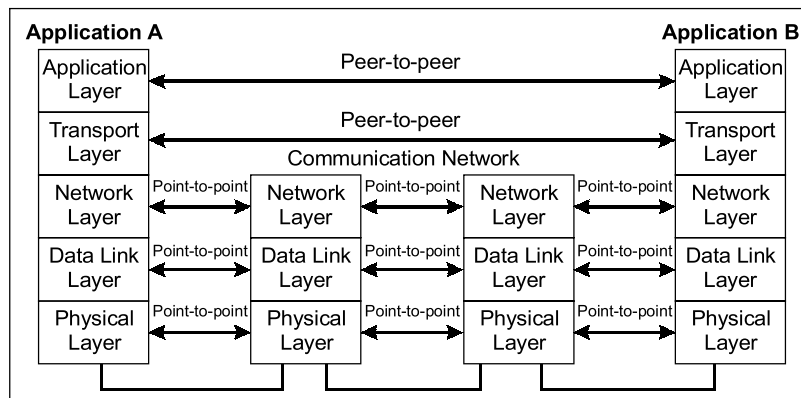 Application A
Application B
Application
Layer
Peer-to-peer
Application
Layer
Transport
Layer
Peer-to-peer
Transport
Layer
Communication Network
Network
Layer
Point-to-point
Network
Layer
Point-to-point
Network
Layer
Point-to-point
Network
Layer
Data Link
Layer
Point-to-point
Data Link
Layer
Point-to-point
Data Link
Layer
Point-to-point
Data Link
Layer
Physical
Layer
Point-to-point
Physical
Layer
Point-to-point
Physical
Layer
Point-to-point
Physical
Layer